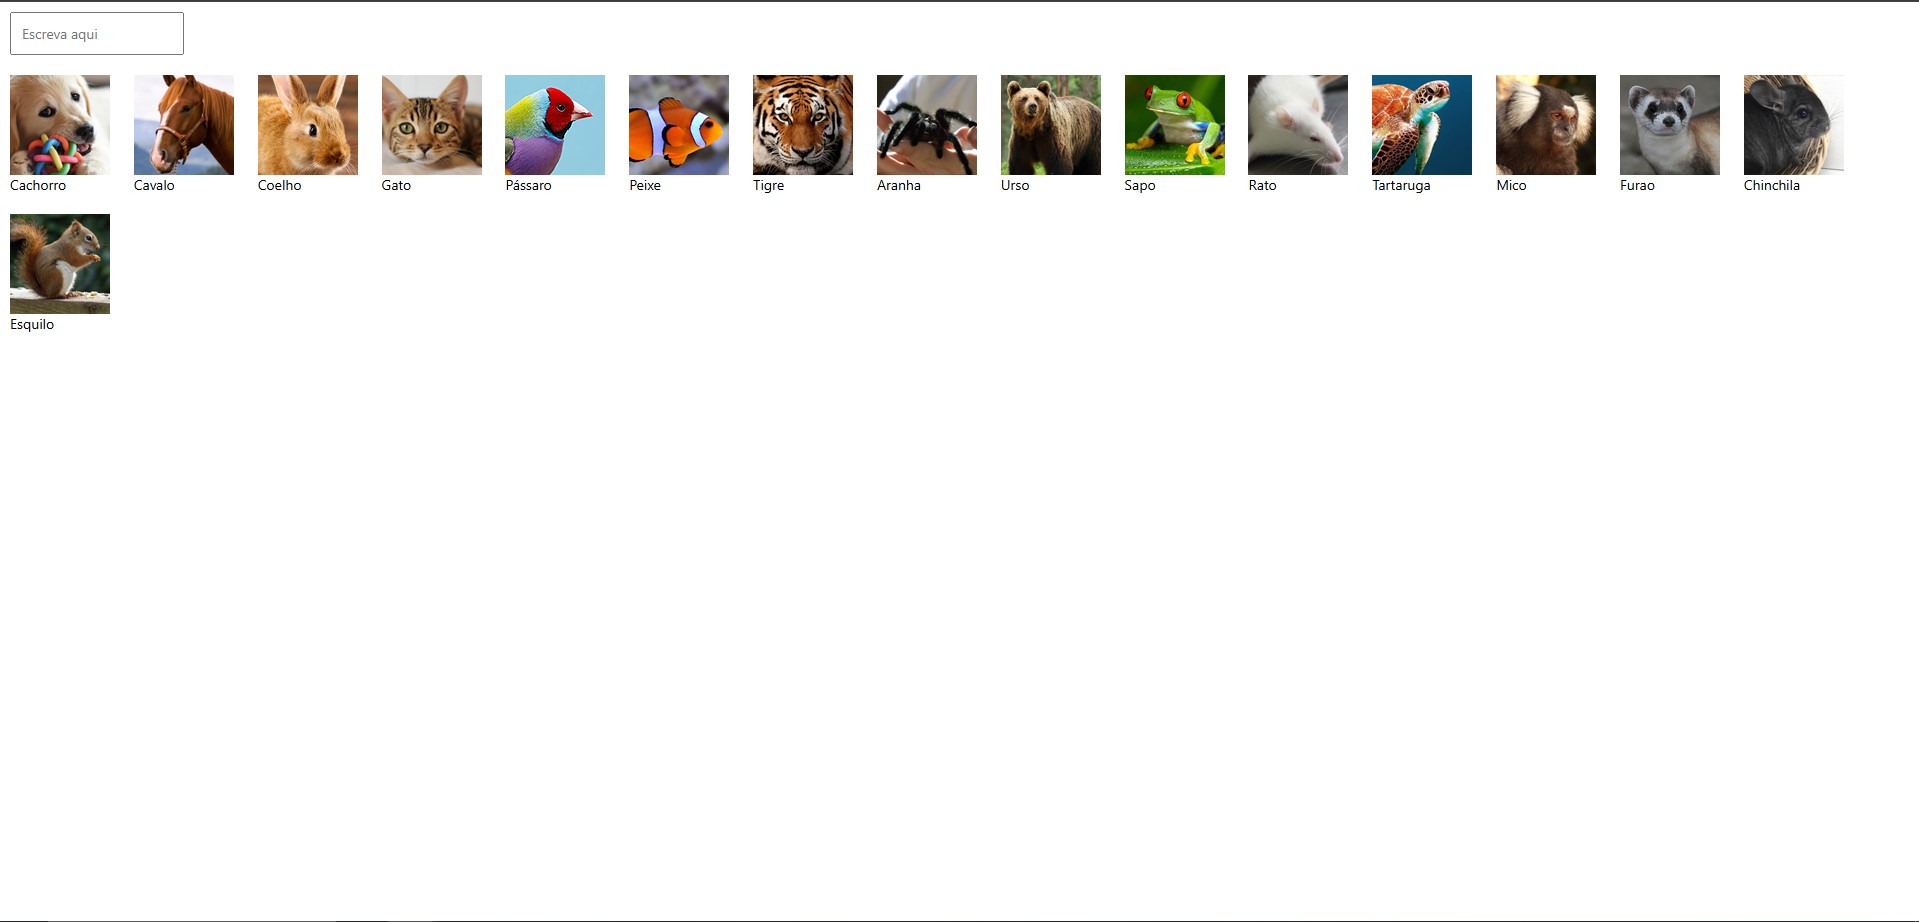 Escreva aqui
Cachorro
Cavalo
Coelho
Gato
Pássaro
Peixe
Tigre
Aranha
Urso
Sapo
Rato
Tartaruga
Mico
Furao
Chinchila
Esquilo